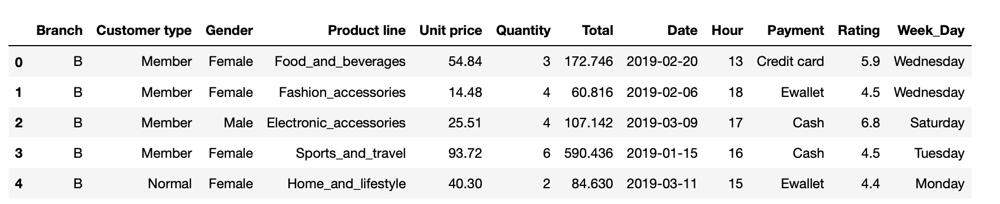 Branch Customer type Gender Product line Unit price Quantity Total Date Hour Payment Rating Week_Day
0 B Member Female Food_and_beverages 54.84 3 172.746 2019-02-20 13 Credit card 5.9 Wednesday
1 B Member Female Fashion_accessories 14.48 4 60.816 2019-02-06 18 Ewallet 4.5 Wednesday
2 B Member Male Electronic_accessories 25.51 4 107.142 2019-03-09 17 Cash 6.8 Saturday
3 B Member Female Sports_and_travel 93.72 6 590.436 2019-01-15 16 Cash 4.5 Tuesday
4 B Normal Female Home_and_lifestyle 40.30 2 84.630 2019-03-11 15 Ewallet 4.4 Monday